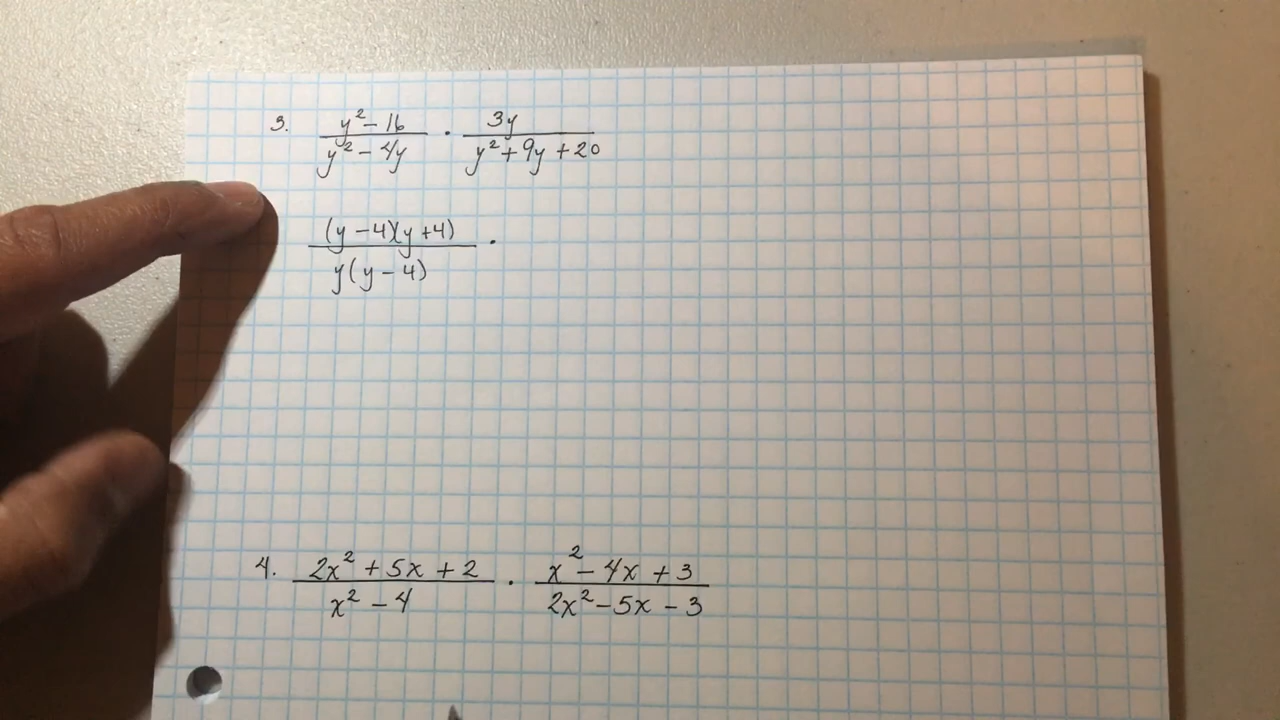 3. (y² - 16)/(y² - 4y) · 3y/(y² + 9y + 20)
((y - 4)(y + 4))/(y(y - 4)) ·
4. (2x² + 5x + 2)/(x² - 4) · (x² - 4x + 3)/(2x² - 5x - 3)